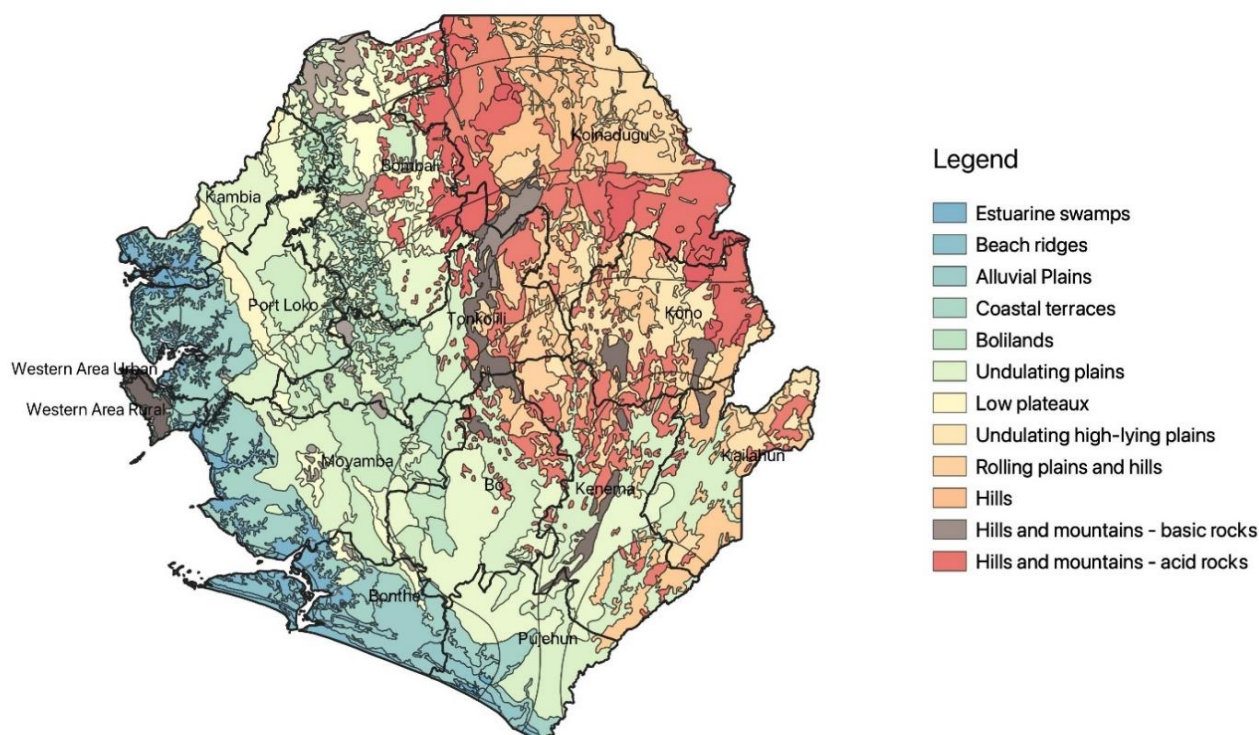 Koinadugu
Bombali
Kambia
Port Loko
Tonkolili
Kono
Western Area Urban
Western Area Rural
Moyamba
Bo
Kenema
Kailahun
Bonthe
Pujehun
Legend
Estuarine swamps
Beach ridges
Alluvial Plains
Coastal terraces
Bolilands
Undulating plains
Low plateaux
Undulating high-lying plains
Rolling plains and hills
Hills
Hills and mountains - basic rocks
Hills and mountains - acid rocks